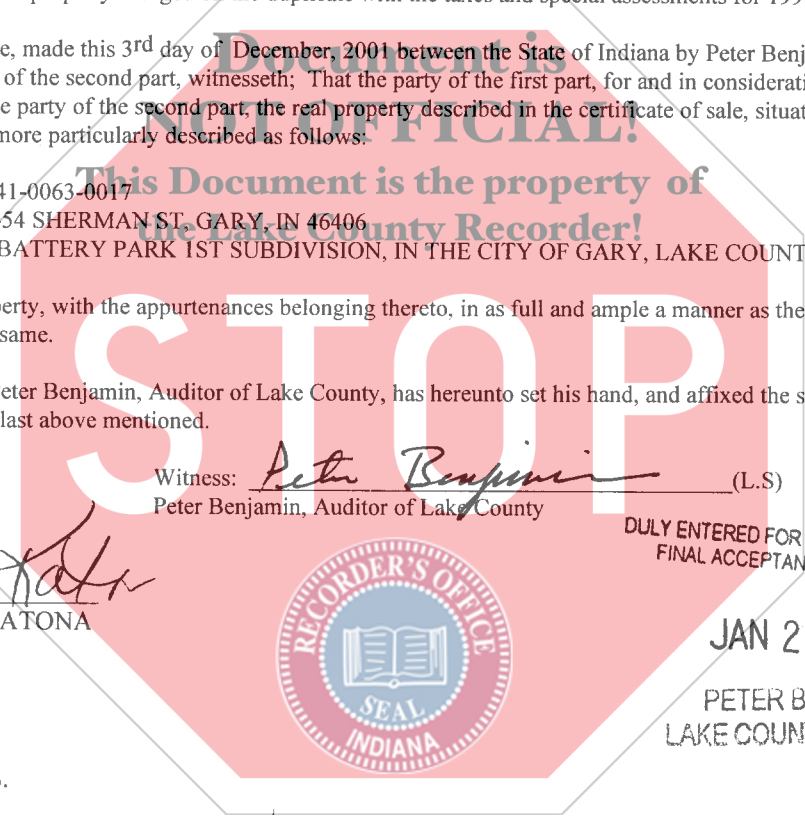 e, made this 3rd day of December, 2001 between the State of Indiana by Peter Benj
of the second part, witnesseth; That the party of the first part, for and in considerati
e party of the second part, the real property described in the certificate of sale, situat
more particularly described as follows:
Document is
NOT OFFICIAL!
This Document is the property of
the Lake County Recorder!
41-0063-0017
54 SHERMAN ST, GARY, IN 46406
BATTERY PARK 1ST SUBDIVISION, IN THE CITY OF GARY, LAKE COUNT
erty, with the appurtenances belonging thereto, in as full and ample a manner as the
same.
STOP
eter Benjamin, Auditor of Lake County, has hereunto set his hand, and affixed the s
last above mentioned.
Witness: Peter Benjamin (L.S)
Peter Benjamin, Auditor of Lake County
DULY ENTERED FOR
FINAL ACCEPTAN
ATONA
RECORDER'S OFFICE
SEAL
INDIANA
JAN 2
PETER B
LAKE COUN